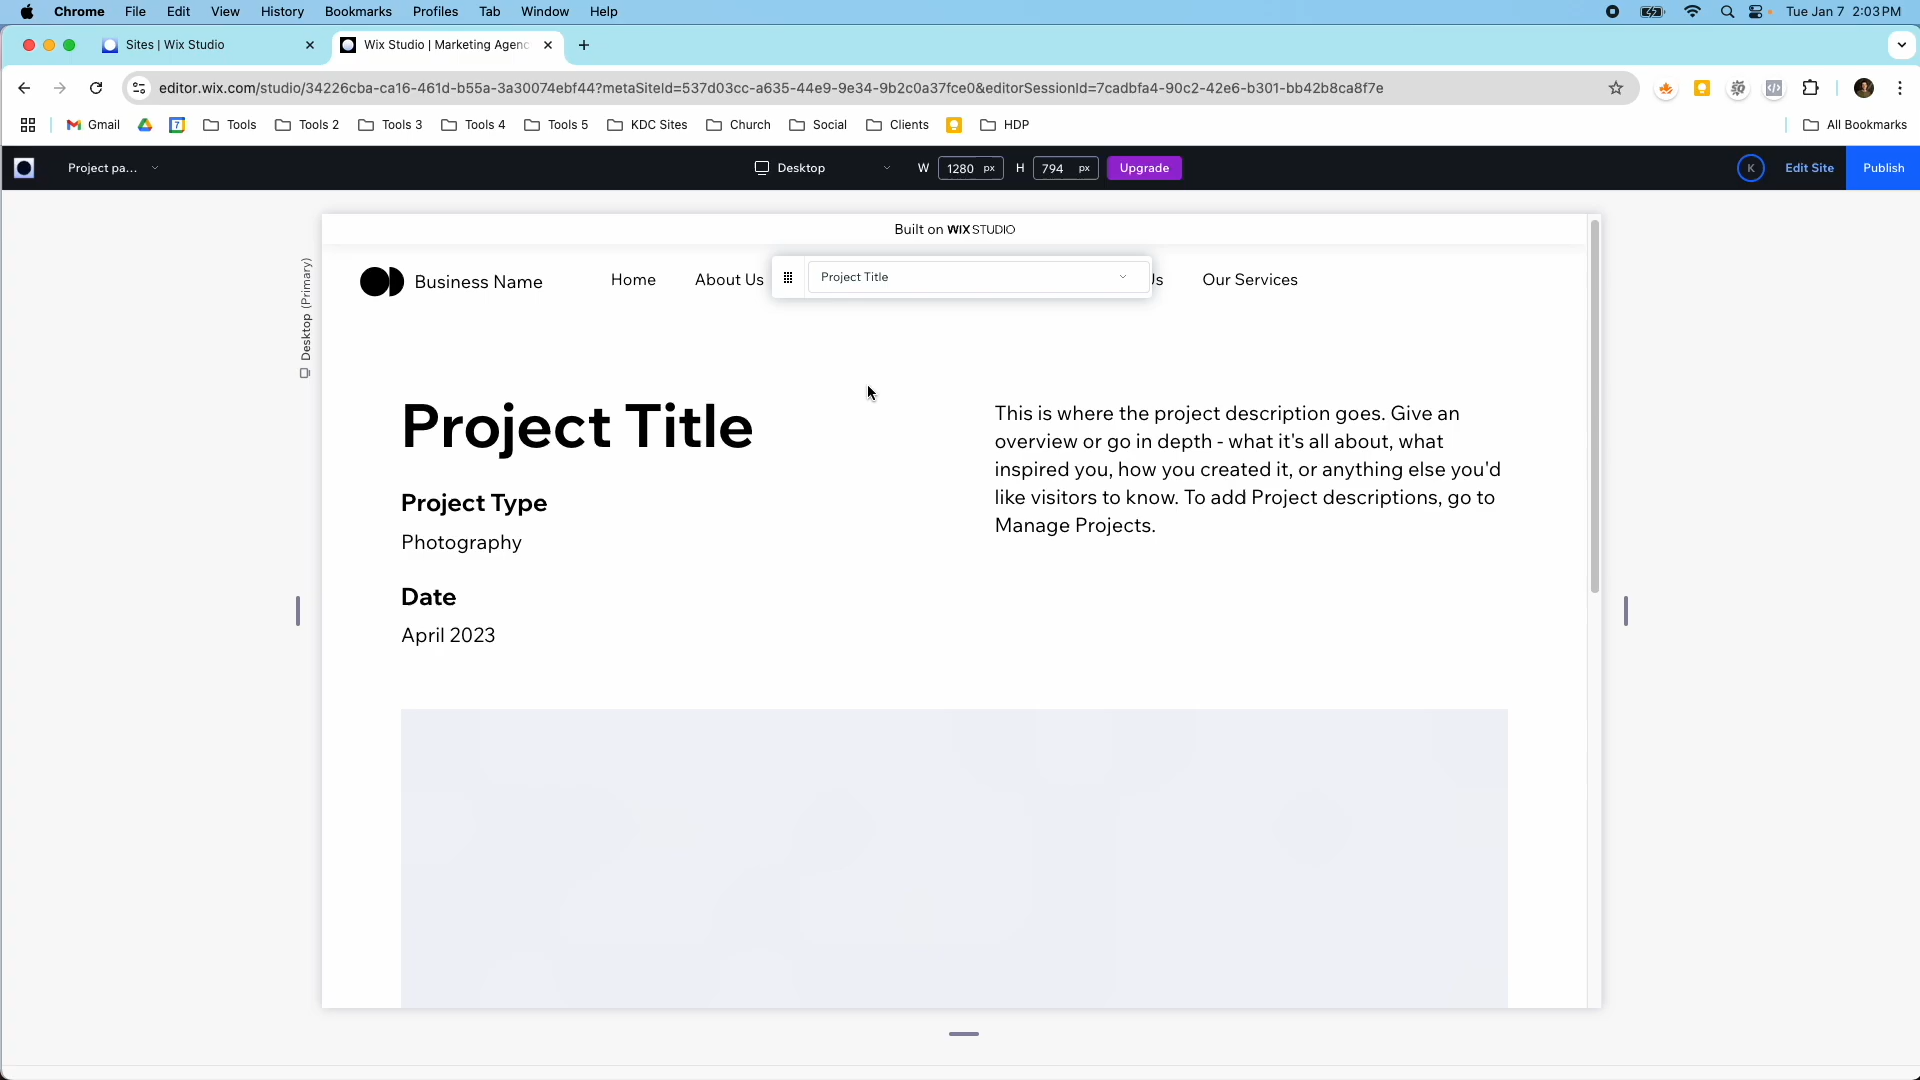 Chrome File Edit View History Bookmarks Profiles Tab Window Help Tue Jan 7 2:03 PM
Sites | Wix Studio Wix Studio | Marketing Agenc
editor.wix.com/studio/34226cba-ca16-461d-b55a-3a30074ebf44?metaSiteId=537d03cc-a635-44e9-9e34-9b2c0a37fce0&editorSessionId=7cadbfa4-90c2-42e6-b301-bb42b8ca8f7e
Gmail 7 Tools Tools 2 Tools 3 Tools 4 Tools 5 KDC Sites Church Social Clients HDP All Bookmarks
Project pa... Desktop W 1280 px H 794 px Upgrade K Edit Site Publish
Built on WIX STUDIO
Desktop (Primary)
Business Name Home About Us Project Title Us Our Services
Project Title
Project Type
Photography
Date
April 2023
This is where the project description goes. Give an
overview or go in depth - what it's all about, what
inspired you, how you created it, or anything else you'd
like visitors to know. To add Project descriptions, go to
Manage Projects.